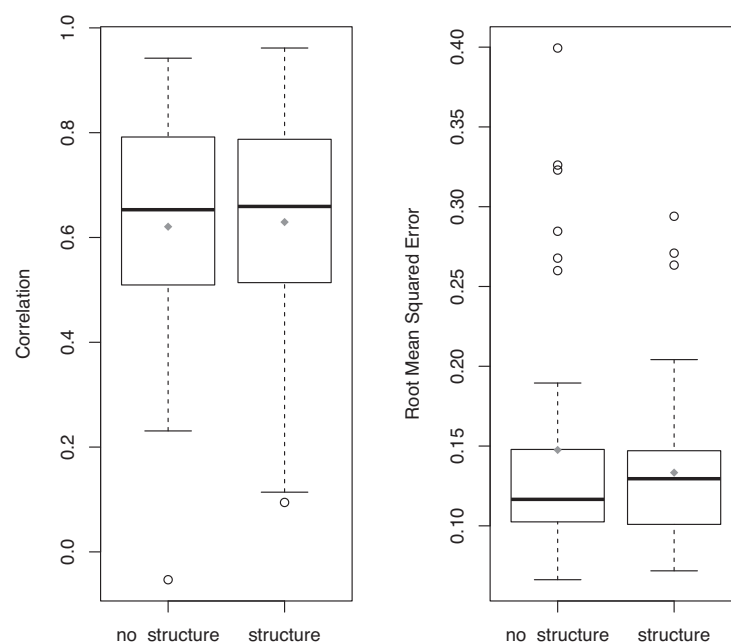 Correlation
1.0
0.8
0.6
0.4
0.2
0.0
no structure
structure
Root Mean Squared Error
0.40
0.35
0.30
0.25
0.20
0.15
0.10
no structure
structure